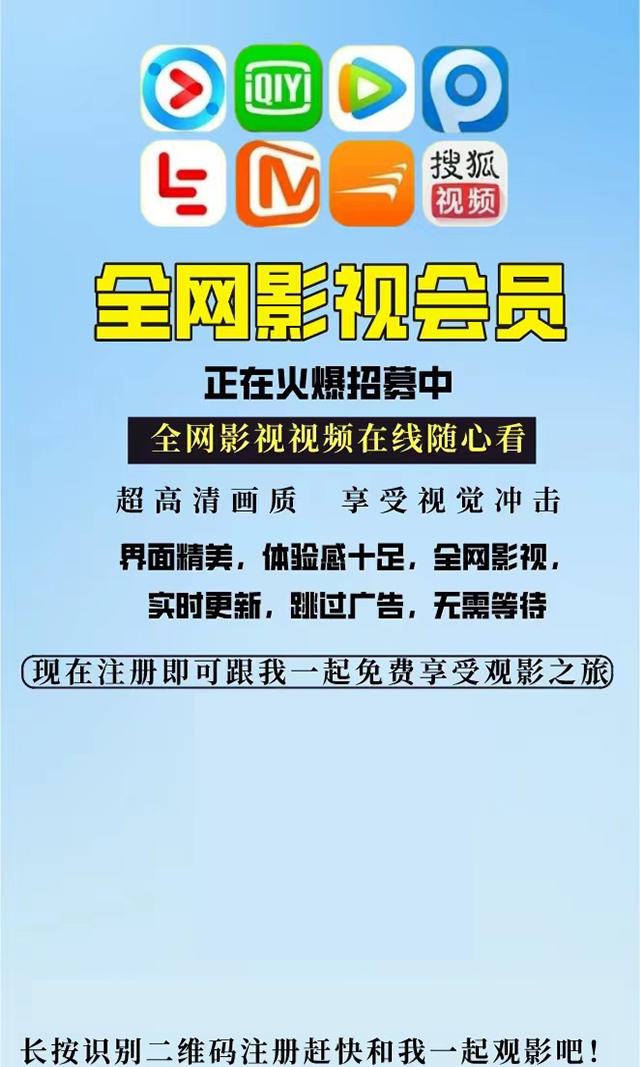 iQIYI
搜狐
视频
全网影视会员
正在火爆招募中
全网影视视频在线随心看
超高清画质 享受视觉冲击
界面精美，体验感十足，全网影视，
实时更新，跳过广告，无需等待
现在注册即可跟我一起免费享受观影之旅
长按识别二维码注册赶快和我一起观影吧！